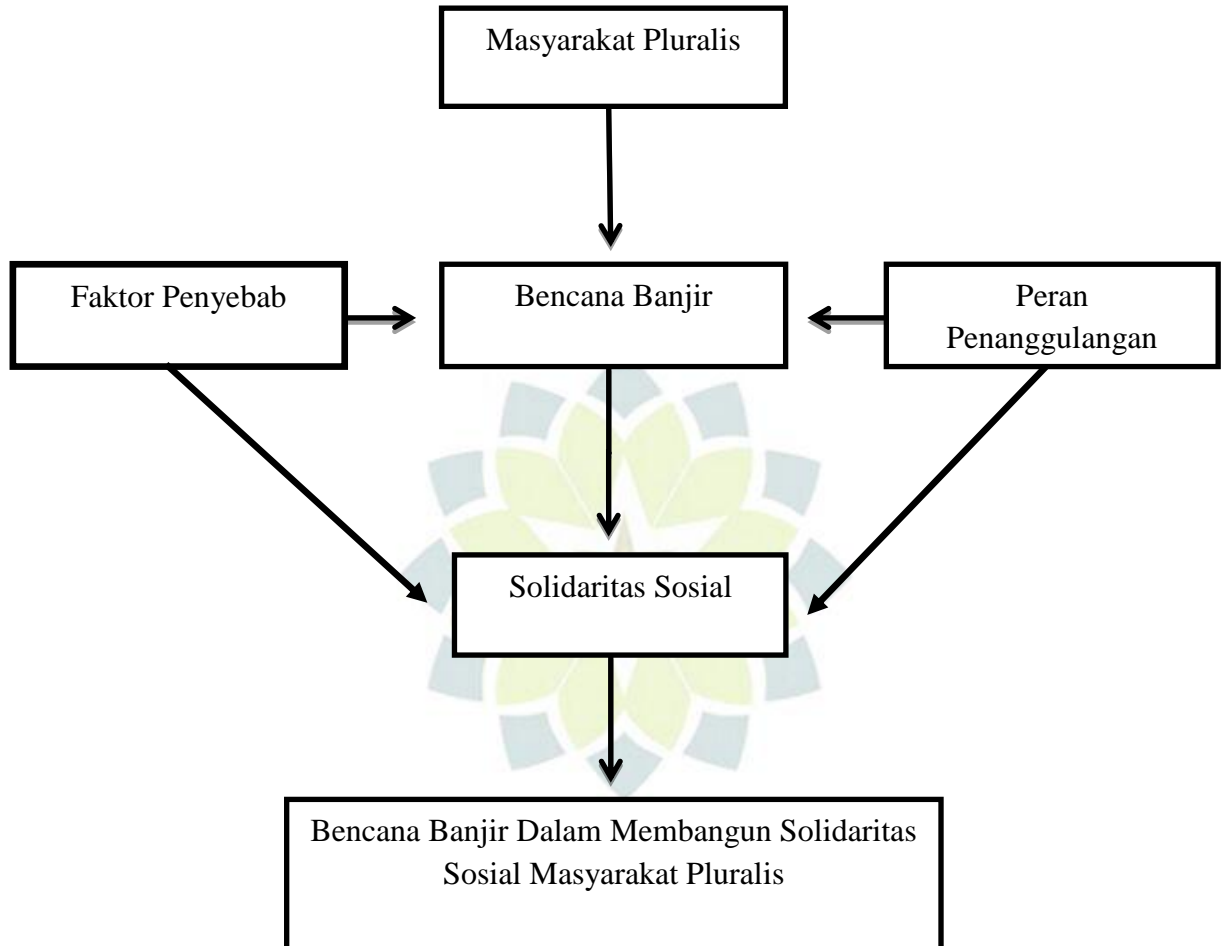 Masyarakat Pluralis
Faktor Penyebab
Bencana Banjir
Peran
Penanggulangan
Solidaritas Sosial
Bencana Banjir Dalam Membangun Solidaritas
Sosial Masyarakat Pluralis